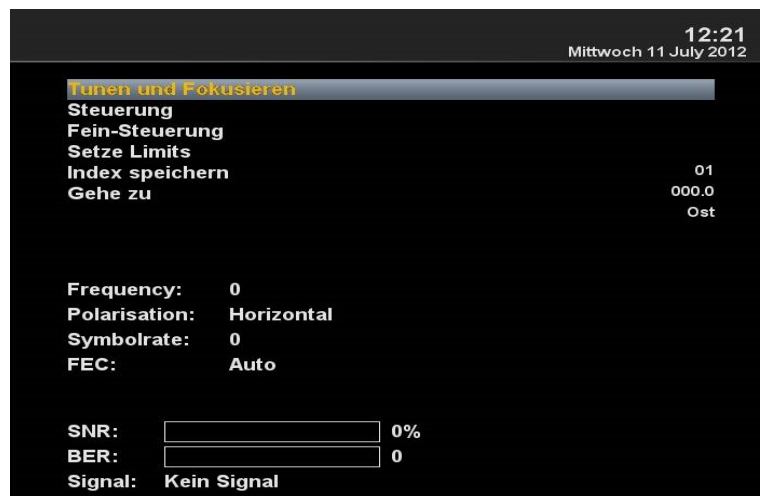 12:21
Mittwoch 11 July 2012
Tunen und Fokusieren
Steuerung
Fein-Steuerung
Setze Limits
Index speichern 01
Gehe zu 000.0
Ost
Frequency: 0
Polarisation: Horizontal
Symbolrate: 0
FEC: Auto
SNR: 0%
BER: 0
Signal: Kein Signal